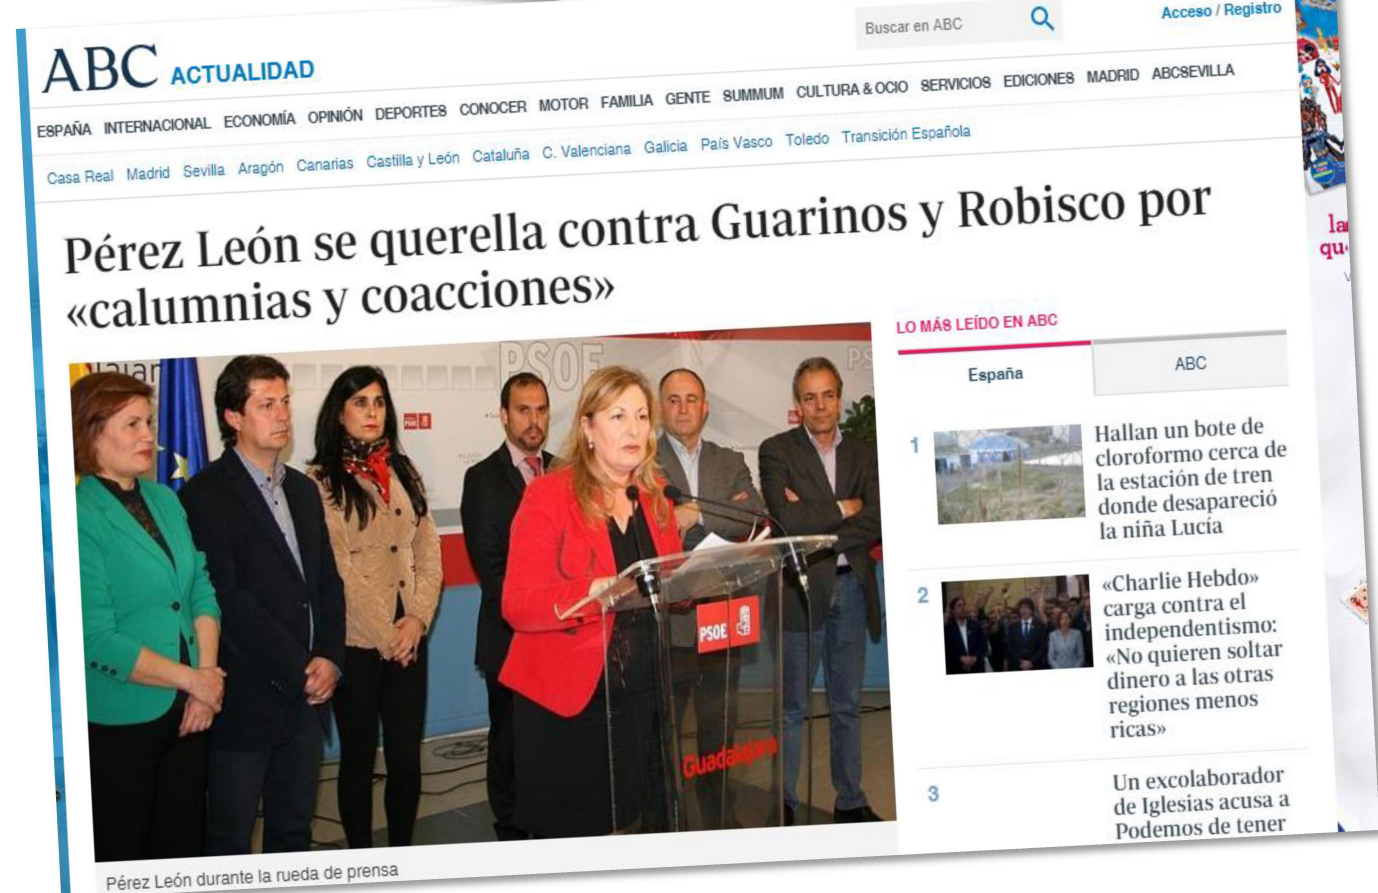 Buscar en ABC
Acceso / Registro
ABC ACTUALIDAD
ESPAÑA INTERNACIONAL ECONOMÍA OPINIÓN DEPORTES CONOCER MOTOR FAMILIA GENTE SUMMUM CULTURA & OCIO SERVICIOS EDICIONES MADRID ABCSEVILLA
Casa Real Madrid Sevilla Aragón Canarias Castilla y León Cataluña C. Valenciana Galicia País Vasco Toledo Transición Española
Pérez León se querella contra Guarinos y Robisco por
«calumnias y coacciones»
PSOE
PS
PSOE
PSOE
Guadalajara
Pérez León durante la rueda de prensa
LO MÁS LEÍDO EN ABC
España
ABC
1
Hallan un bote de
cloroformo cerca de
la estación de tren
donde desapareció
la niña Lucía
2
«Charlie Hebdo»
carga contra el
independentismo:
«No quieren soltar
dinero a las otras
regiones menos
ricas»
3
Un excolaborador
de Iglesias acusa a
Podemos de tener